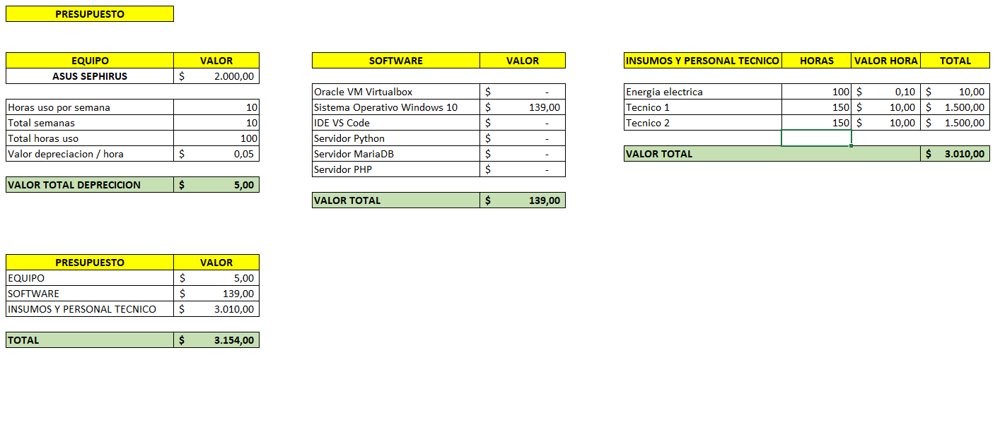 PRESUPUESTO
EQUIPO VALOR
ASUS SEPHIRUS $ 2.000,00
Horas uso por semana 10
Total semanas 10
Total horas uso 100
Valor depreciacion / hora $ 0,05
VALOR TOTAL DEPRECICION $ 5,00
SOFTWARE VALOR
Oracle VM Virtualbox $ -
Sistema Operativo Windows 10 $ 139,00
IDE VS Code $ -
Servidor Python $ -
Servidor MariaDB $ -
Servidor PHP $ -
VALOR TOTAL $ 139,00
INSUMOS Y PERSONAL TECNICO HORAS VALOR HORA TOTAL
Energia electrica 100 $ 0,10 $ 10,00
Tecnico 1 150 $ 10,00 $ 1.500,00
Tecnico 2 150 $ 10,00 $ 1.500,00
VALOR TOTAL $ 3.010,00
PRESUPUESTO VALOR
EQUIPO $ 5,00
SOFTWARE $ 139,00
INSUMOS Y PERSONAL TECNICO $ 3.010,00
TOTAL $ 3.154,00